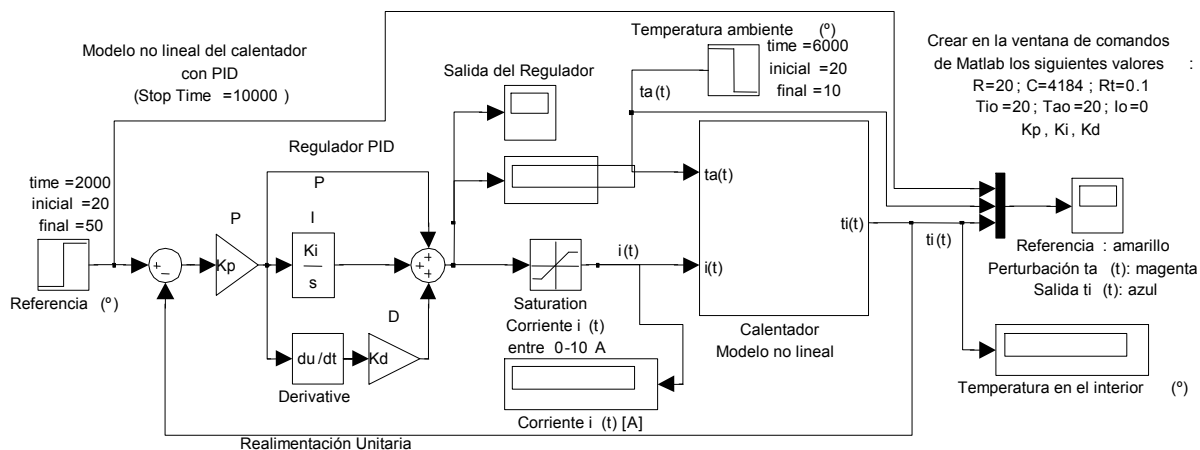 Modelo no lineal del calentador
con PID
(Stop Time =10000 )
Temperatura ambiente (º)
time =6000
inicial =20
final =10
Crear en la ventana de comandos
de Matlab los siguientes valores :
R=20 ; C=4184 ; Rt=0.1
Tio =20 ; Tao =20 ; Io =0
Kp , Ki , Kd
Salida del Regulador
ta (t)
Regulador PID
time =2000
inicial =20
final =50
P
P
I
ta(t)
ti(t)
i(t)
ti (t)
i(t)
Kp
Ki
s
+
-
+
+
+
Referencia (º)
Saturation
Corriente i (t)
entre 0-10 A
D
du /dt
Kd
Derivative
Calentador
Modelo no lineal
Referencia : amarillo
Perturbación ta (t): magenta
Salida ti (t): azul
Temperatura en el interior (º)
Corriente i (t) [A]
Realimentación Unitaria